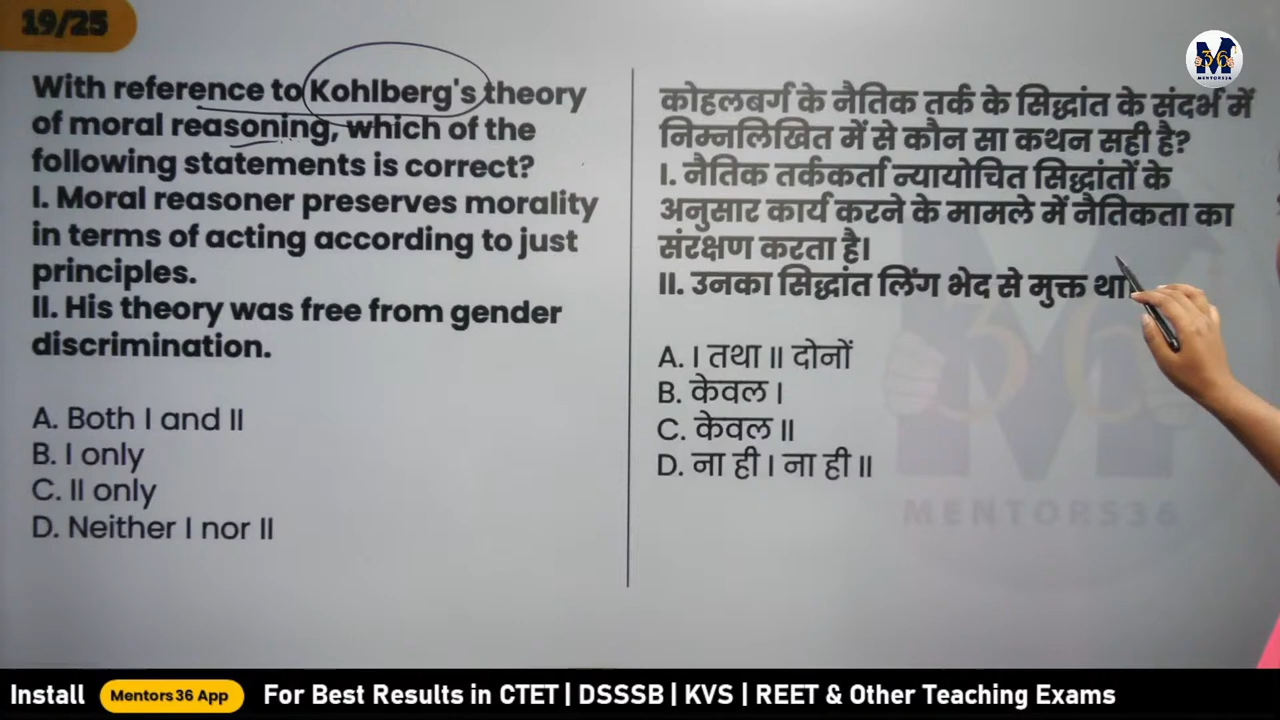 19/25
With reference to Kohlberg's theory
of moral reasoning, which of the
following statements is correct?
I. Moral reasoner preserves morality
in terms of acting according to just
principles.
II. His theory was free from gender
discrimination.
A. Both I and II
B. I only
C. II only
D. Neither I nor II
कोहलबर्ग के नैतिक तर्क के सिद्धांत के संदर्भ में
निम्नलिखित में से कौन सा कथन सही है?
I. नैतिक तर्ककर्ता न्यायोचित सिद्धांतों के
अनुसार कार्य करने के मामले में नैतिकता का
संरक्षण करता है।
II. उनका सिद्धांत लिंग भेद से मुक्त था
A. I तथा II दोनों
B. केवल I
C. केवल II
D. ना ही I ना ही II
M
36
MENTORS36
M
36
MENTORS36
Install Mentors36 App For Best Results in CTET | DSSSB | KVS | REET & Other Teaching Exams